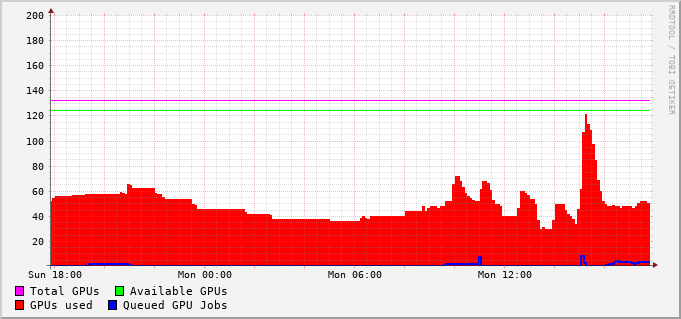 200
180
160
140
120
100
80
60
40
20
Sun 18:00 Mon 00:00 Mon 06:00 Mon 12:00
Total GPUs Available GPUs
GPUs used Queued GPU Jobs
RRDTOOL / TOBI OETIKER